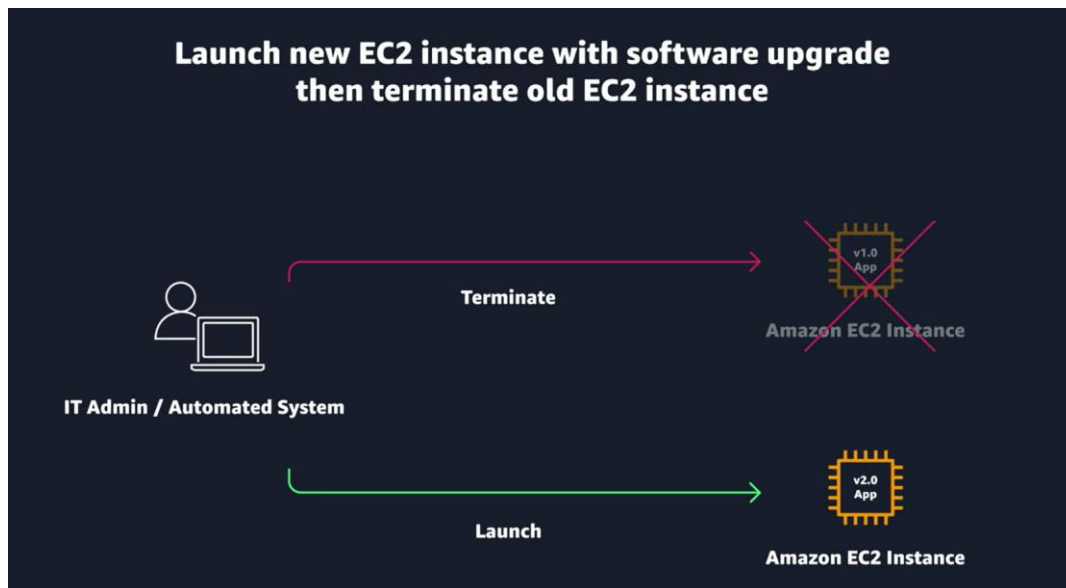 Launch new EC2 instance with software upgrade
then terminate old EC2 instance
v1.0
App
Terminate
Amazon EC2 Instance
IT Admin / Automated System
v2.0
App
Launch
Amazon EC2 Instance